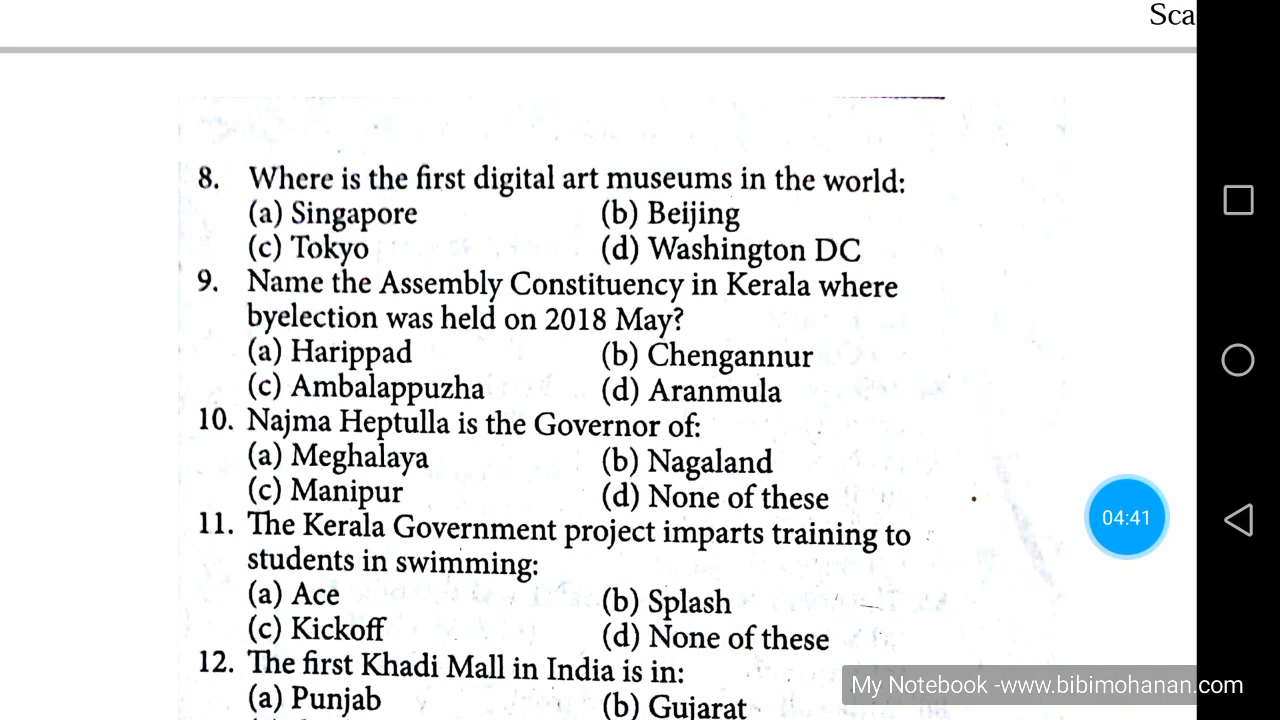 Sca
8. Where is the first digital art museums in the world:
(a) Singapore (b) Beijing
(c) Tokyo (d) Washington DC
9. Name the Assembly Constituency in Kerala where
byelection was held on 2018 May?
(a) Harippad (b) Chengannur
(c) Ambalappuzha (d) Aranmula
10. Najma Heptulla is the Governor of:
(a) Meghalaya (b) Nagaland
(c) Manipur (d) None of these
11. The Kerala Government project imparts training to
students in swimming:
(a) Ace (b) Splash
(c) Kickoff (d) None of these
12. The first Khadi Mall in India is in:
(a) Punjab (b) Gujarat
04:41
My Notebook -www.bibimohanan.com